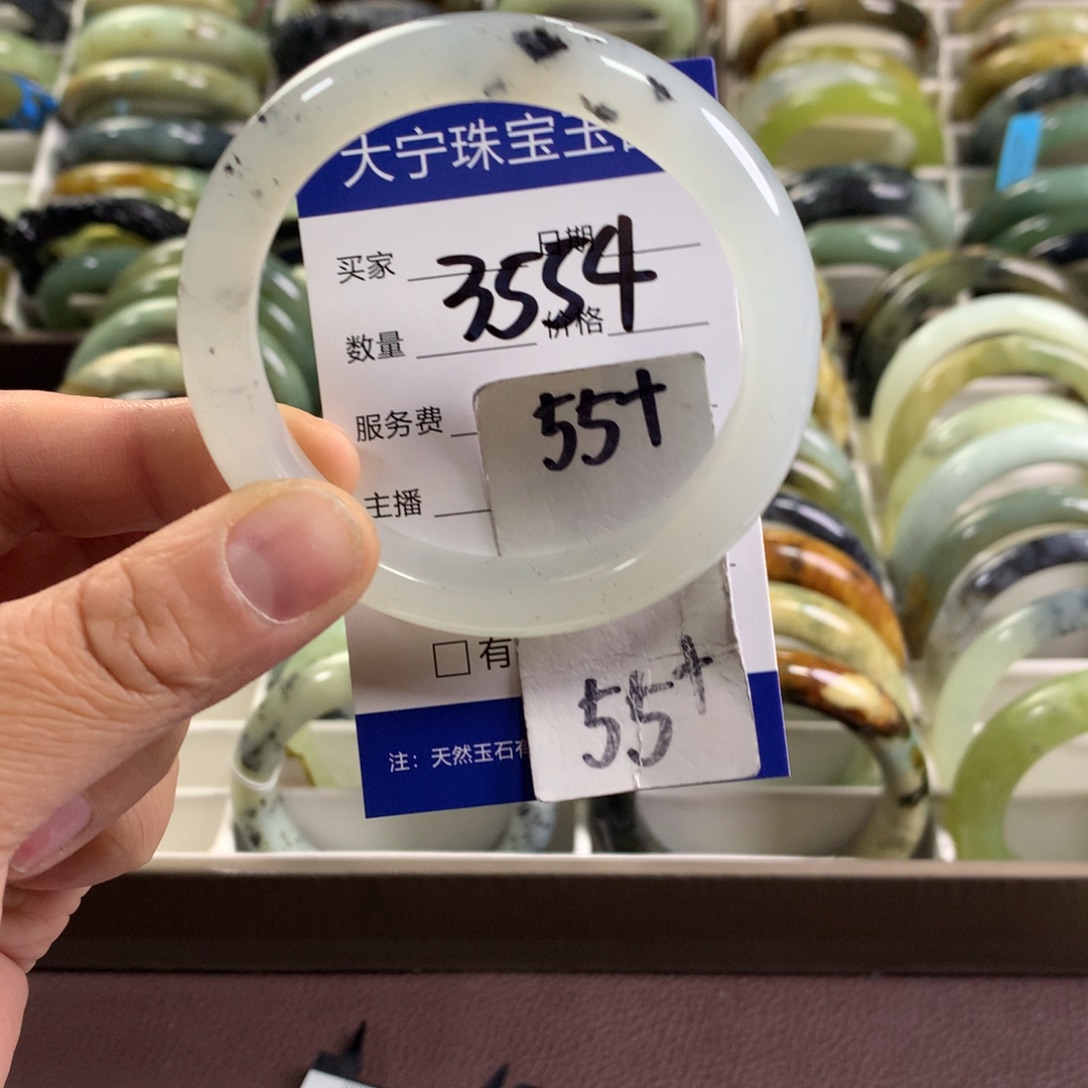 大宁珠宝玉
买家
日期
3554
数量
价格
服务费
55+
主播
有
55+
注：天然玉石有